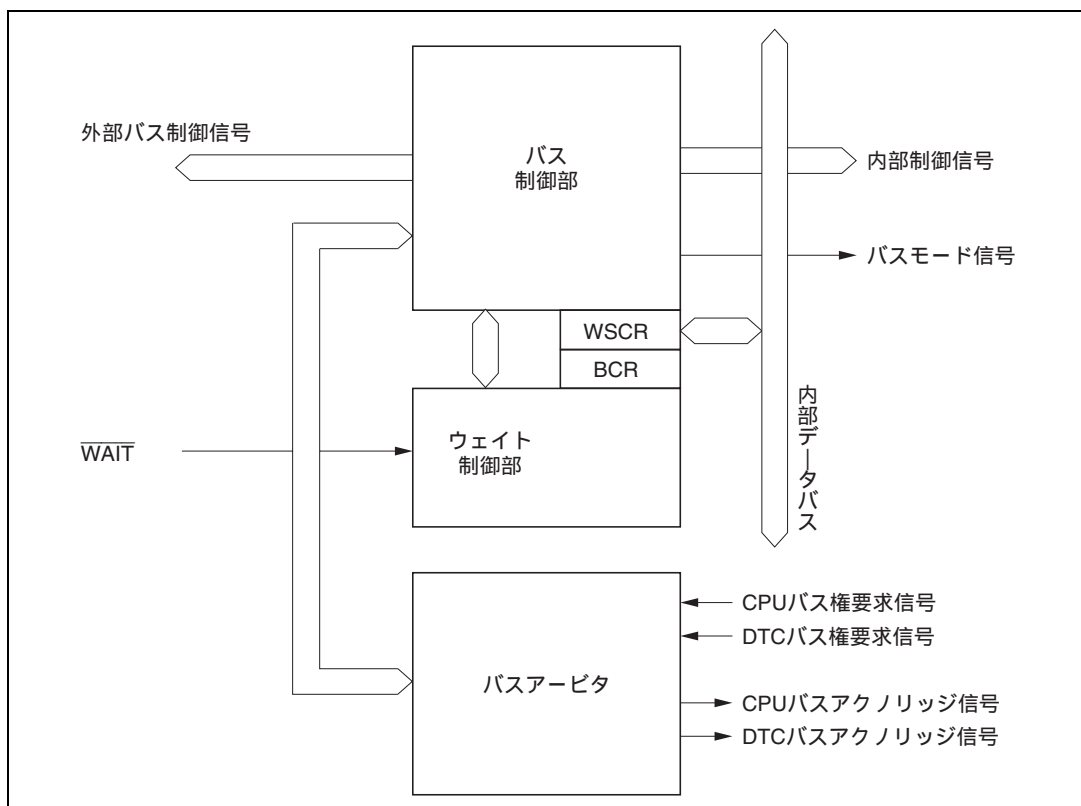 外部バス制御信号
バス
制御部
内部制御信号
バスモード信号
WSCR
BCR
内部データバス
WAIT
ウェイト
制御部
CPUバス権要求信号
DTCバス権要求信号
バスアービタ
CPUバスアクノリッジ信号
DTCバスアクノリッジ信号